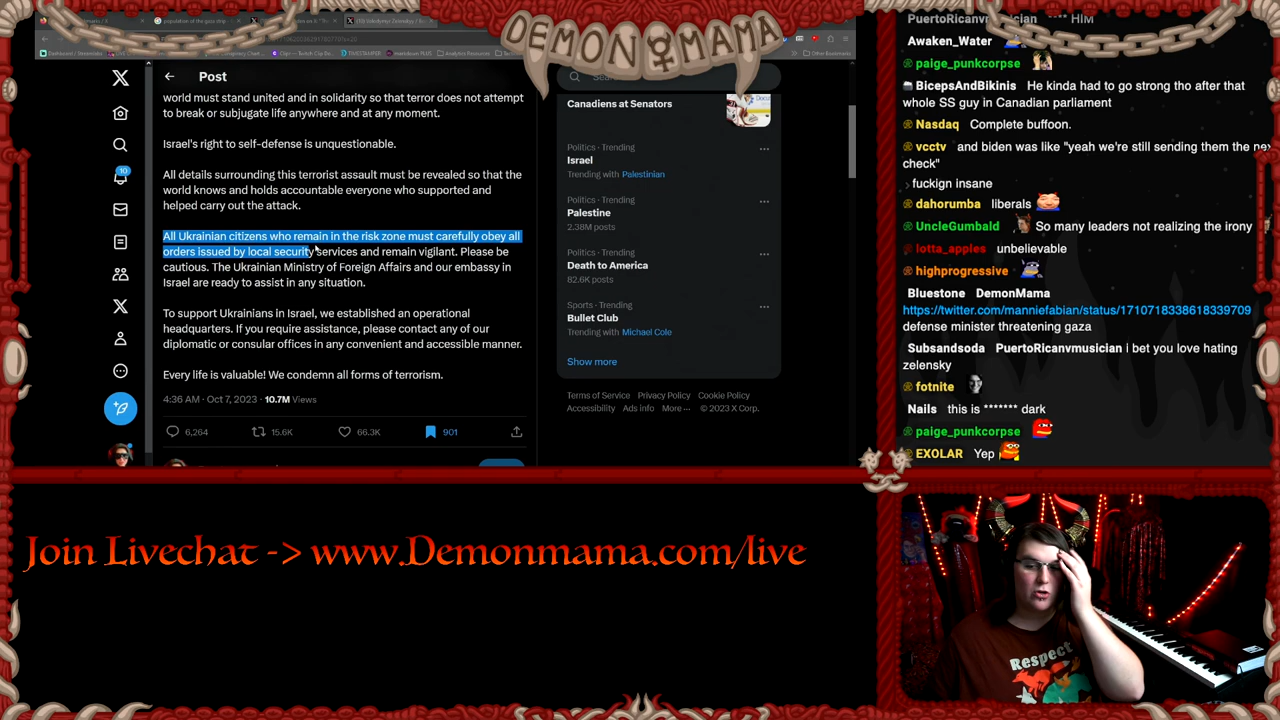 population of the gaza strip
Other Bookmarks
DEMON MAMA
Post
world must stand united and in solidarity so that terror does not attempt
to break or subjugate life anywhere and at any moment.
Israel's right to self-defense is unquestionable.
All details surrounding this terrorist assault must be revealed so that the
world knows and holds accountable everyone who supported and
helped carry out the attack.
All Ukrainian citizens who remain in the risk zone must carefully obey all
orders issued by local security services and remain vigilant. Please be
cautious. The Ukrainian Ministry of Foreign Affairs and our embassy in
Israel are ready to assist in any situation.
To support Ukrainians in Israel, we established an operational
headquarters. If you require assistance, please contact any of our
diplomatic or consular offices in any convenient and accessible manner.
Every life is valuable! We condemn all forms of terrorism.
4:36 AM · Oct 7, 2023 · 10.7M Views
6,264 15.6K 66.3K 901
10
Canadiens at Senators
Politics · Trending
Israel
Trending with Palestinian
Politics · Trending
Palestine
2.38M posts
Politics · Trending
Death to America
82.6K posts
Sports · Trending
Bullet Club
Trending with Michael Cole
Show more
Terms of Service Privacy Policy Cookie Policy
Accessibility Ads info More ··· © 2023 X Corp.
PuertoRicanvmusician **** HIM
Awaken_Water
paige_punkcorpse
BicepsAndBikinis He kinda had to go strong tho after that
whole SS guy in Canadian parliament
Nasdaq Complete buffoon.
vcctv and biden was like "yeah we're still sending them the nex
check"
fuckign insane
dahorumba liberals
UncleGumbald So many leaders not realizing the irony
lotta_apples unbelievable
highprogressive
Bluestone DemonMama
https://twitter.com/manniefabian/status/1710718338618339709
defense minister threatening gaza
Subsandsoda PuertoRicanvmusician i bet you love hating
zelensky
fotnite
Nails this is ******* dark
paige_punkcorpse
EXOLAR Yep
Join Livechat -> www.Demonmama.com/live
Respect